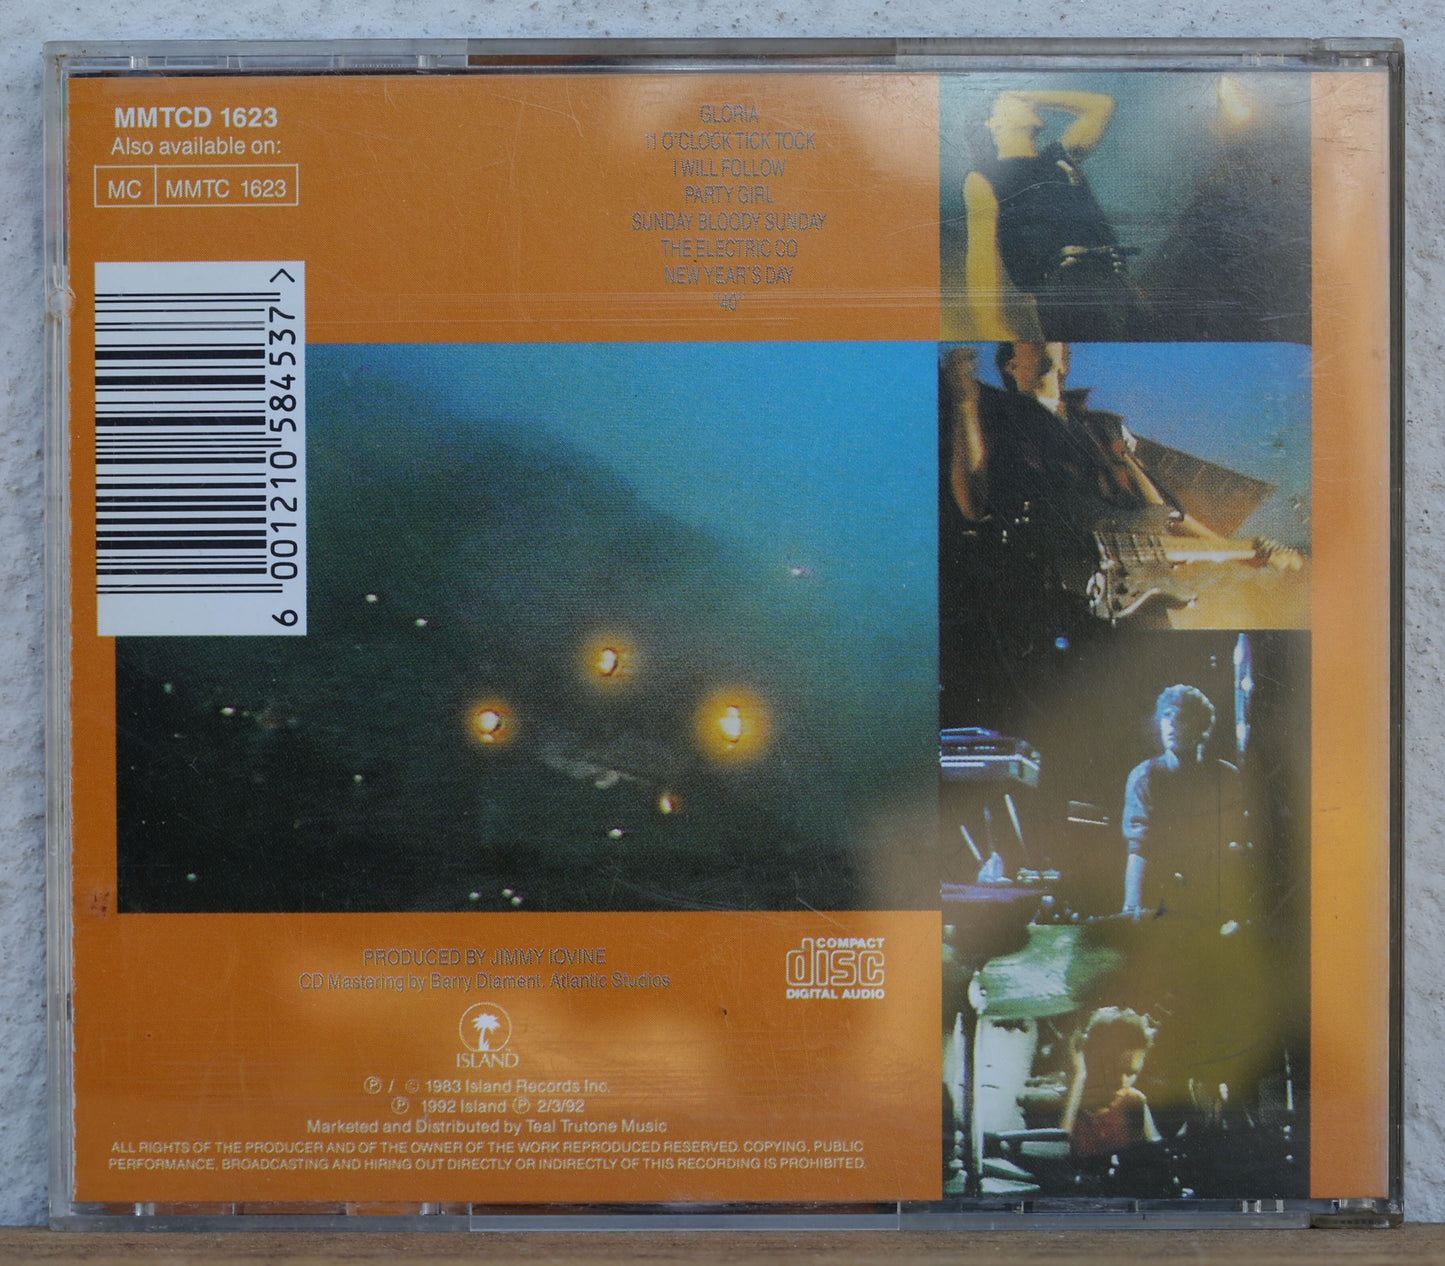 MMTCD 1623
Also available on:
MC MMTC 1623
GLORIA
11 O'CLOCK TICK TOCK
I WILL FOLLOW
PARTY GIRL
SUNDAY BLOODY SUNDAY
THE ELECTRIC CO
NEW YEAR'S DAY
"40"
6 001210 584537 >
PRODUCED BY JIMMY IOVINE
CD Mastering by Barry Diament, Atlantic Studios
COMPACT
disc
DIGITAL AUDIO
ISLAND
Ⓟ / © 1983 Island Records Inc.
Ⓟ 1992 Island Ⓟ 2/3/92
Marketed and Distributed by Teal Trutone Music
ALL RIGHTS OF THE PRODUCER AND OF THE OWNER OF THE WORK REPRODUCED RESERVED. COPYING, PUBLIC
PERFORMANCE, BROADCASTING AND HIRING OUT DIRECTLY OR INDIRECTLY OF THIS RECORDING IS PROHIBITED.